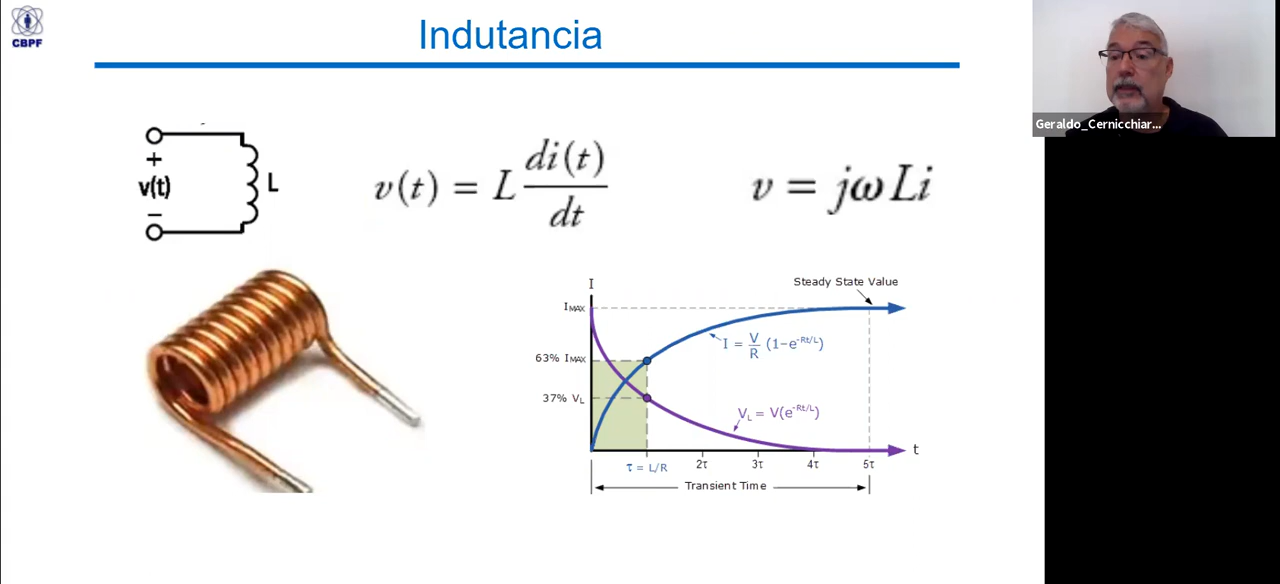 CBPF
Indutancia
Geraldo_Cernicchiar...
+
v(t)
−
L
v(t) = L di(t)/dt
v = jωLi
I
Steady State Value
IMAX
I = V/R (1-e^-Rt/L)
63% IMAX
37% VL
VL = V(e^-Rt/L)
t
τ = L/R 2τ 3τ 4τ 5τ
Transient Time